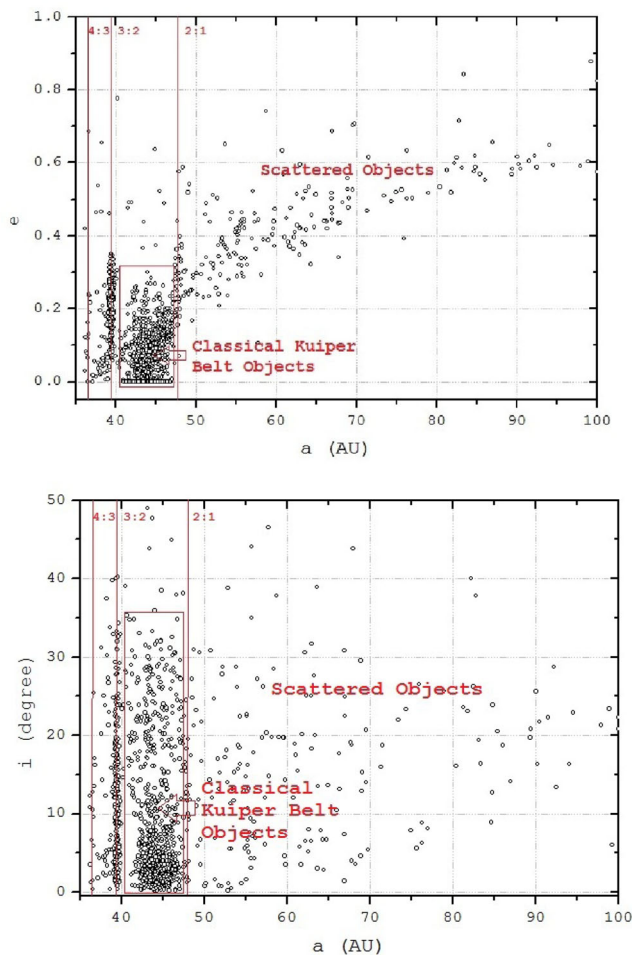 1.0
4:3 3:2 2:1
0.8
Scattered Objects
0.6
e
0.4
0.2
Classical Kuiper
Belt Objects
0.0
40 50 60 70 80 90 100
a (AU)
50
4:3 3:2 2:1
40
30
Scattered Objects
i (degree)
20
Classical
Kuiper Belt
10
Objects
0
40 50 60 70 80 90 100
a (AU)